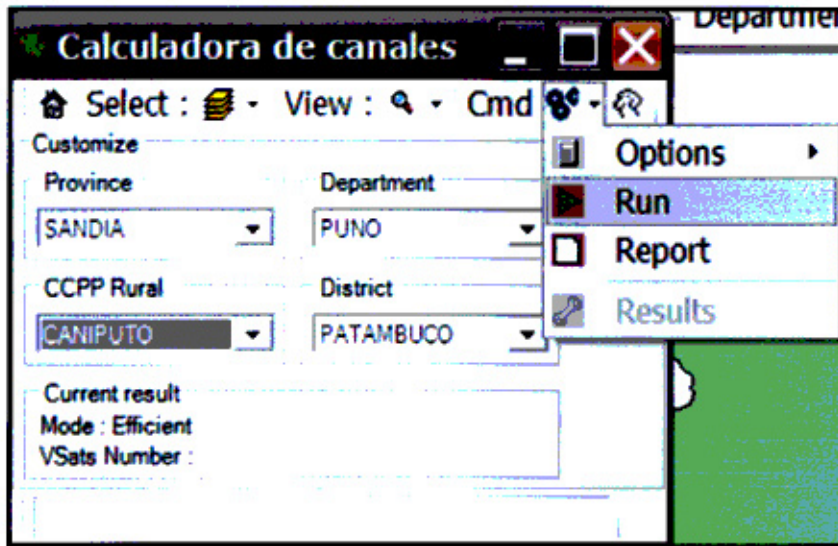 Departmen
Calculadora de canales
Select : View : Cmd
Customize
Province
Department
SANDIA
PUNO
CCPP Rural
District
CANIPUTO
PATAMBUCO
Current result
Mode : Efficient
VSats Number :
Options
Run
Report
Results